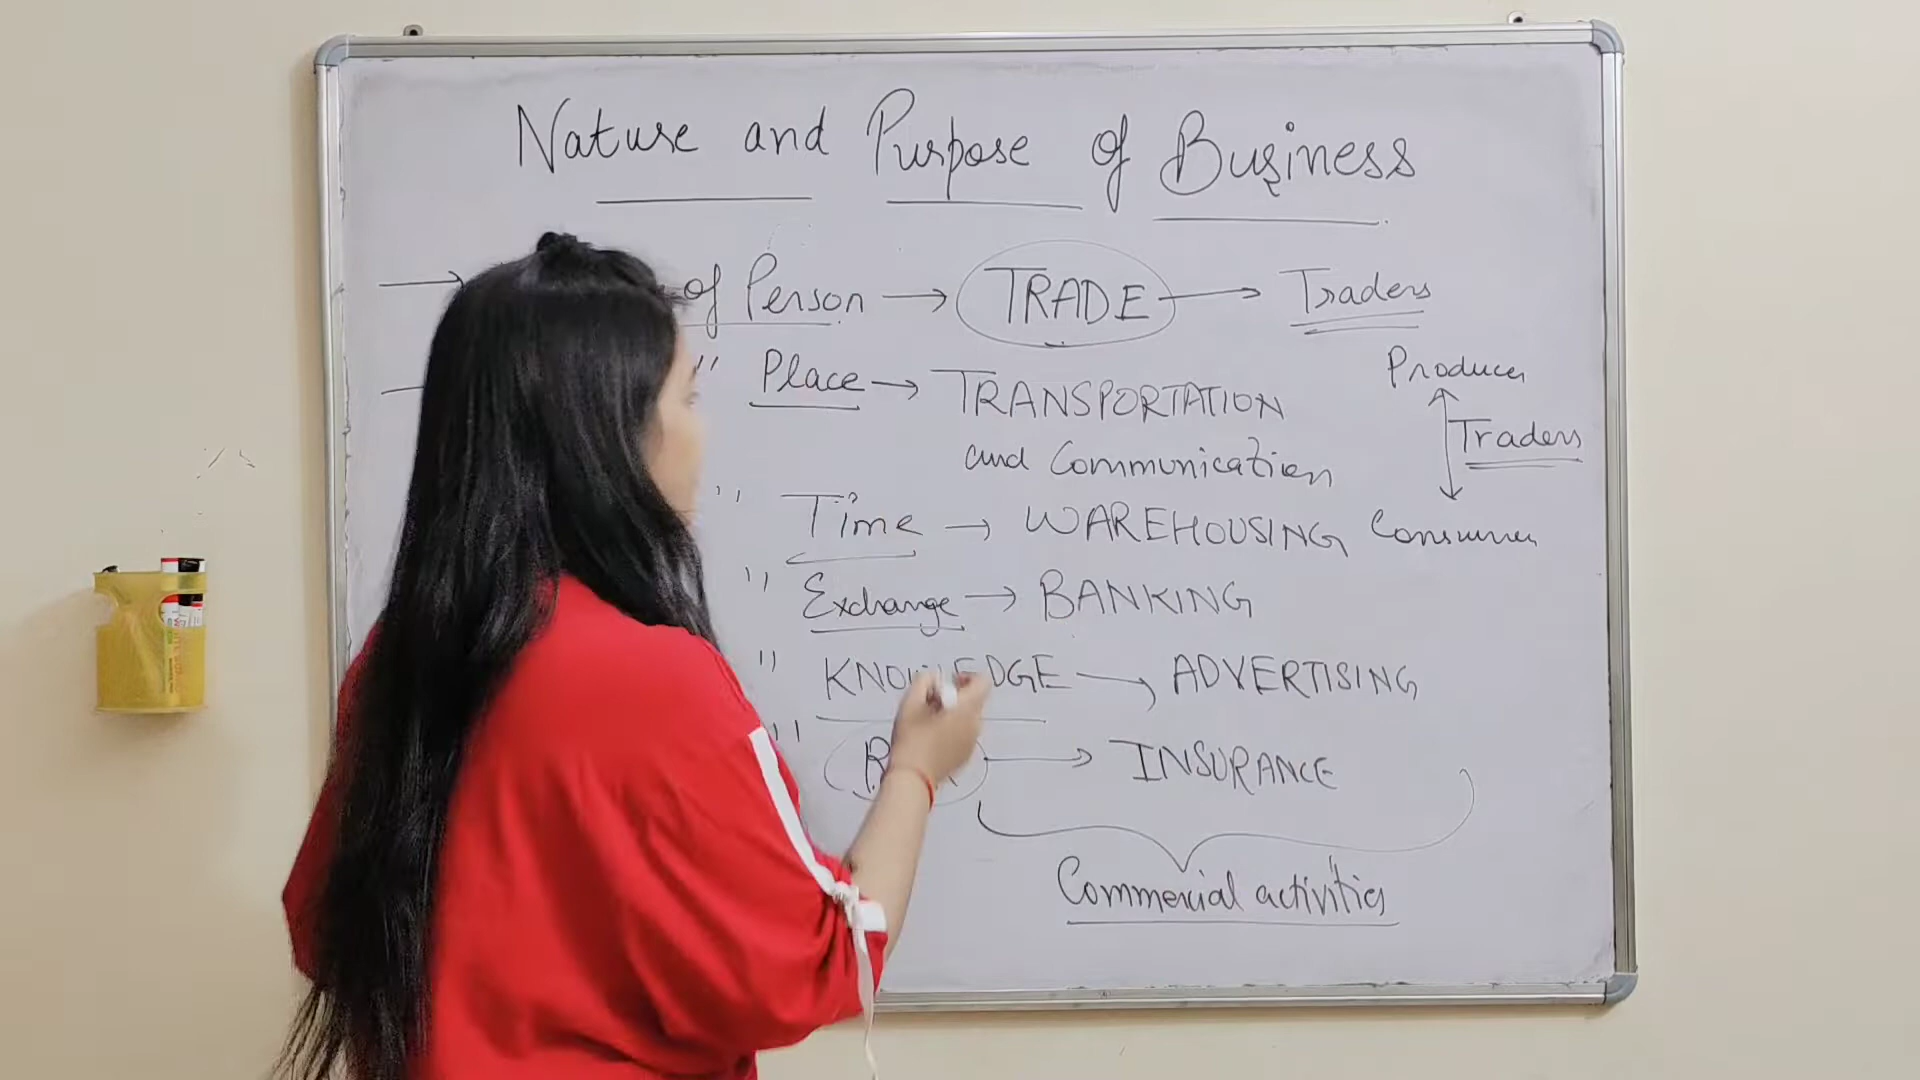 Nature and Purpose of Business
→ of Person → TRADE → Traders
" Place → TRANSPORTATION
and Communication
Producer
Traders
Consumer
" Time → WAREHOUSING
" Exchange → BANKING
" KNOWLEDGE → ADVERTISING
" → INSURANCE
Commercial activities